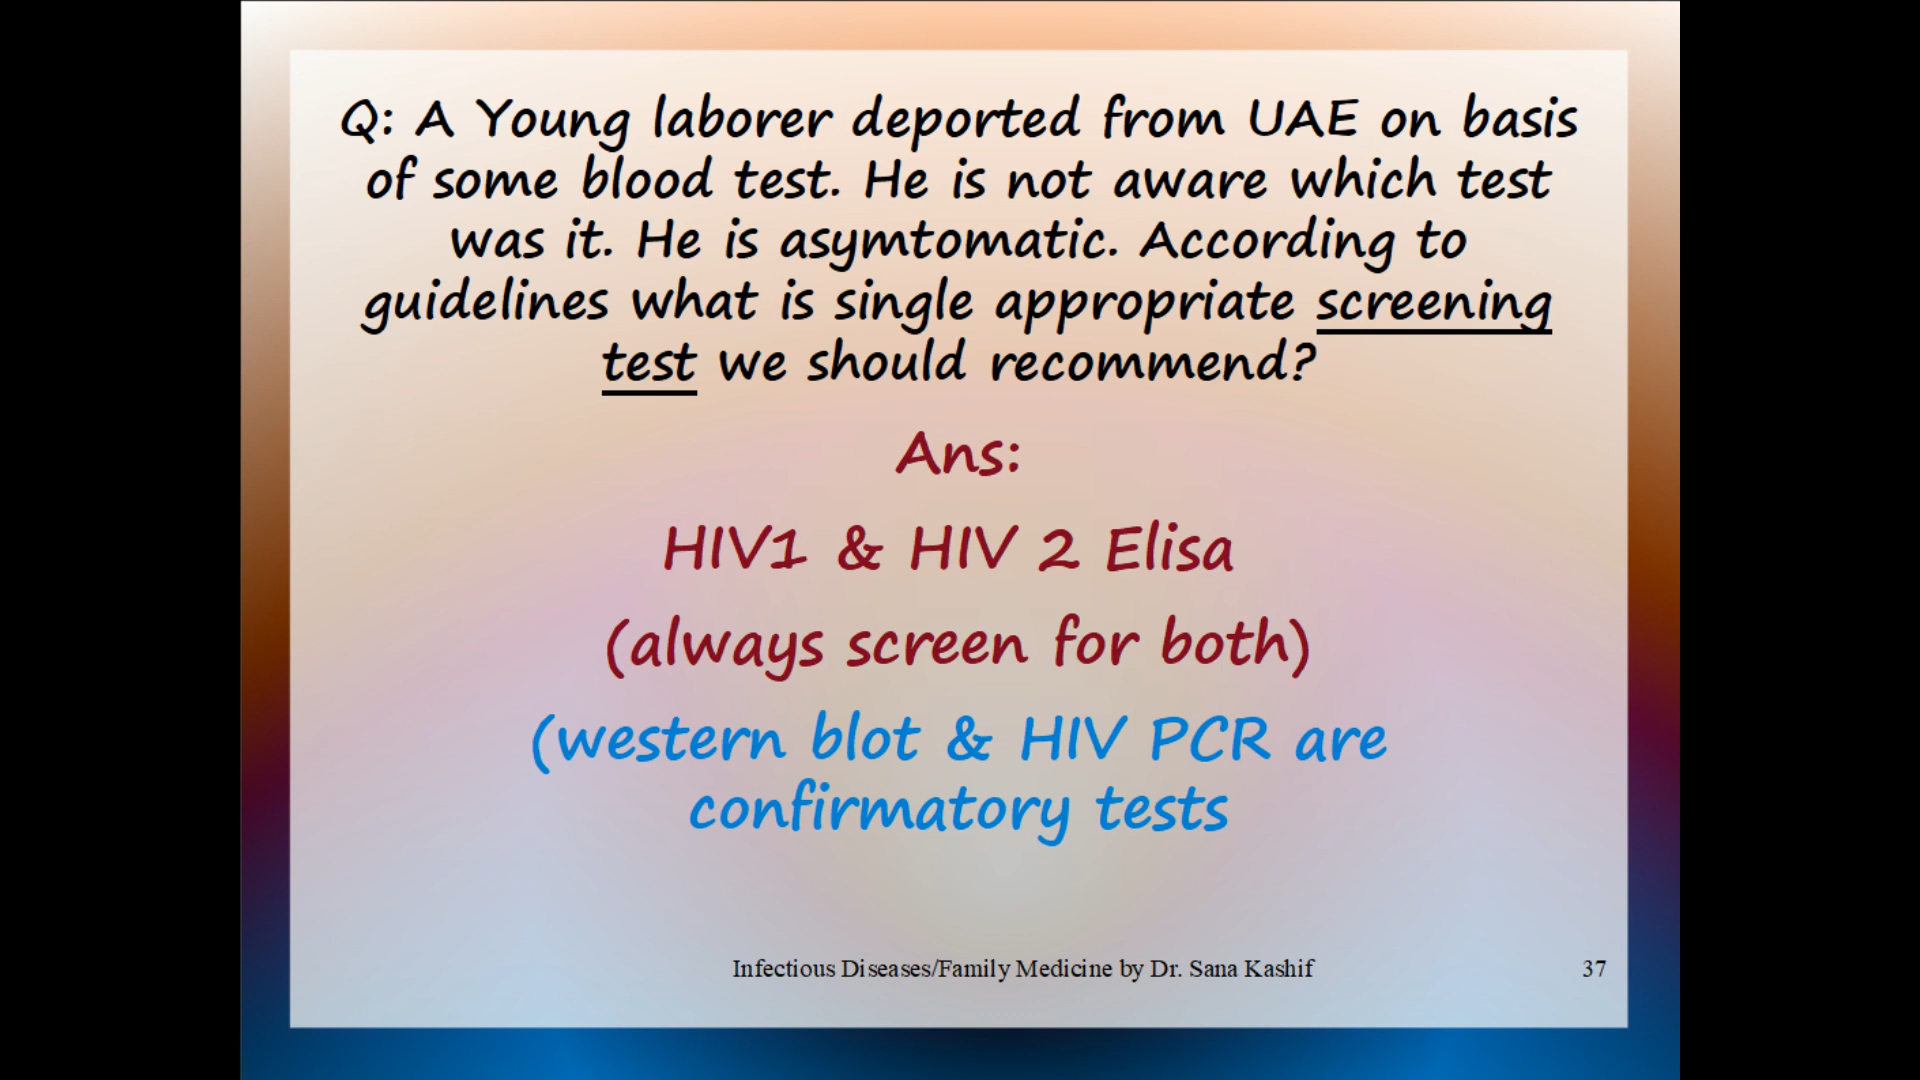 Q: A Young laborer deported from UAE on basis
of some blood test. He is not aware which test
was it. He is asymtomatic. According to
guidelines what is single appropriate screening
test we should recommend?
Ans:
HIV1 & HIV 2 Elisa
(always screen for both)
(western blot & HIV PCR are
confirmatory tests
Infectious Diseases/Family Medicine by Dr. Sana Kashif
37